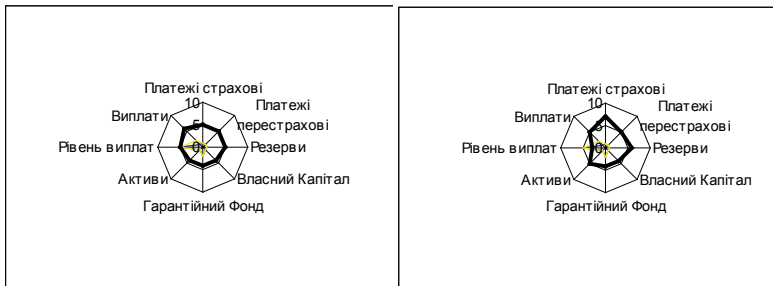 Платежі страхові
10
Платежі
перестрахові
Виплати
5
Рівень виплат
0
Резерви
Активи
Власний Капітал
Гарантійний Фонд
Платежі страхові
10
Платежі
перестрахові
Виплати
5
Рівень виплат
0
Резерви
Активи
Власний Капітал
Гарантійний Фонд